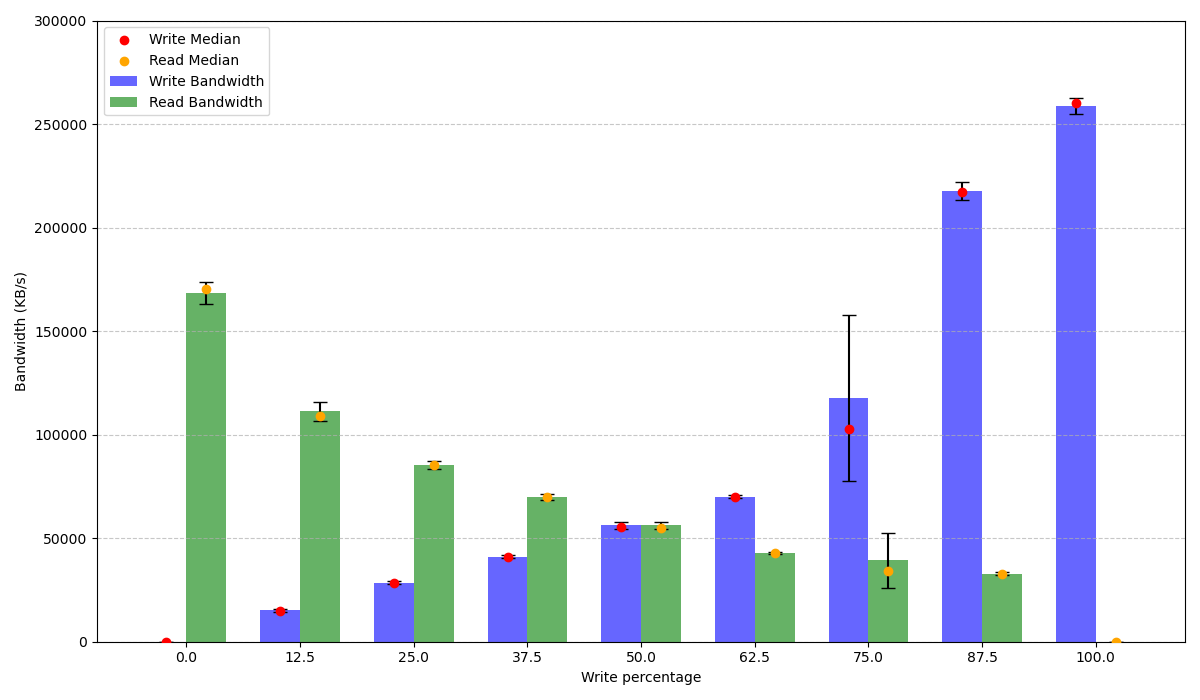 300000
250000
200000
150000
100000
50000
0
Bandwidth (KB/s)
Write Median
Read Median
Write Bandwidth
Read Bandwidth
0.0 12.5 25.0 37.5 50.0 62.5 75.0 87.5 100.0
Write percentage